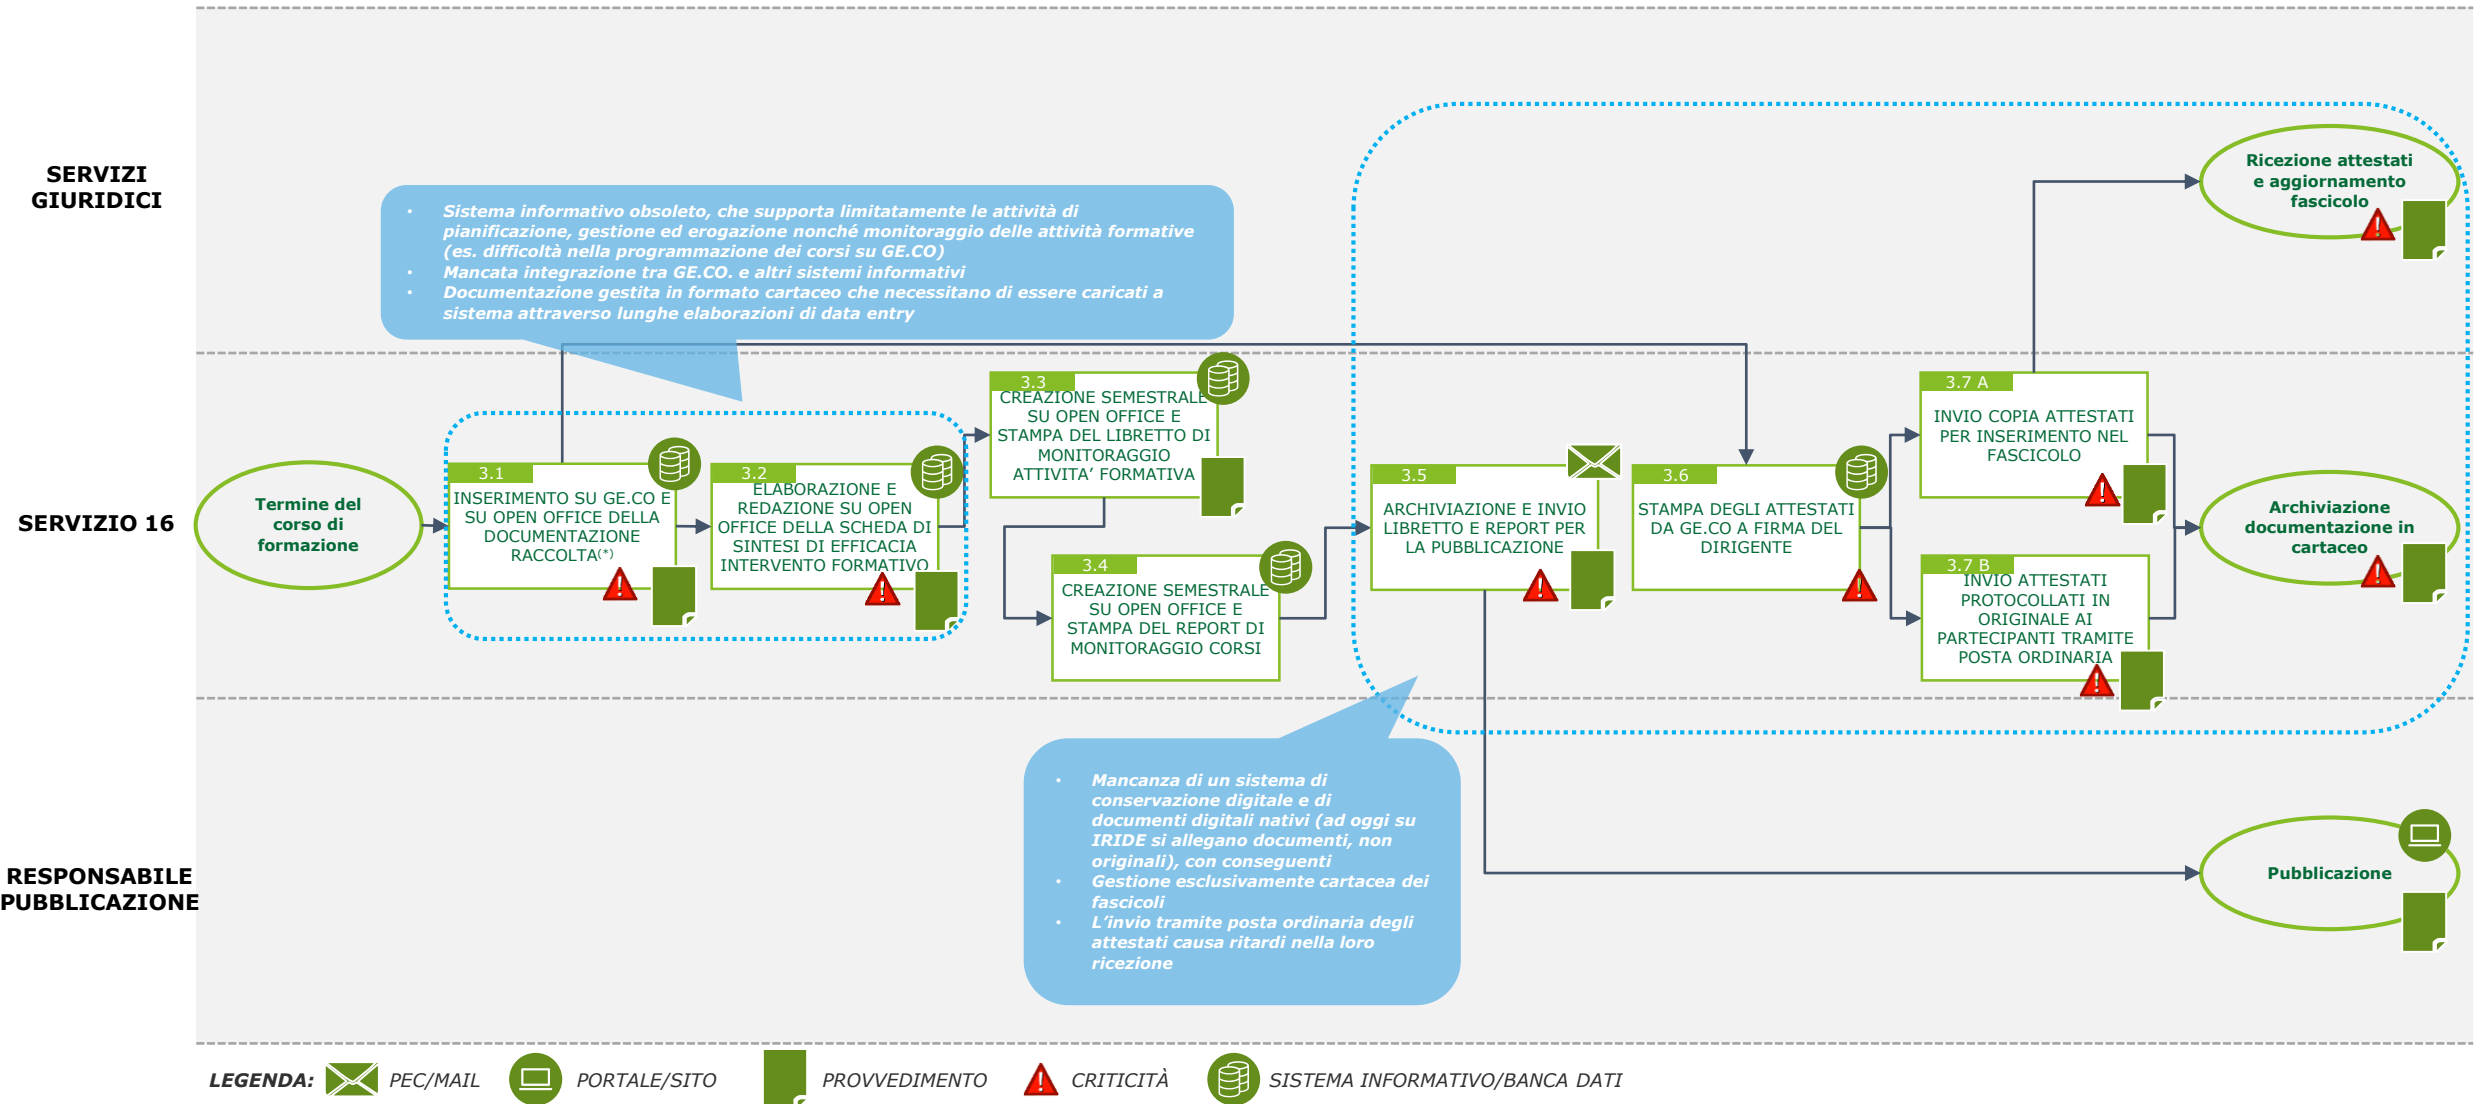 SERVIZI
GIURIDICI
• Sistema informativo obsoleto, che supporta limitatamente le attività di
pianificazione, gestione ed erogazione nonché monitoraggio delle attività formative
(es. difficoltà nella programmazione dei corsi su GE.CO)
• Mancata integrazione tra GE.CO. e altri sistemi informativi
• Documentazione gestita in formato cartaceo che necessitano di essere caricati a
sistema attraverso lunghe elaborazioni di data entry
Ricezione attestati
e aggiornamento
fascicolo
SERVIZIO 16
Termine del
corso di
formazione
3.1
INSERIMENTO SU GE.CO E
SU OPEN OFFICE DELLA
DOCUMENTAZIONE
RACCOLTA(*)
3.2
ELABORAZIONE E
REDAZIONE SU OPEN
OFFICE DELLA SCHEDA DI
SINTESI DI EFFICACIA
INTERVENTO FORMATIVO
3.3
CREAZIONE SEMESTRALE
SU OPEN OFFICE E
STAMPA DEL LIBRETTO DI
MONITORAGGIO
ATTIVITA’ FORMATIVA
3.4
CREAZIONE SEMESTRALE
SU OPEN OFFICE E
STAMPA DEL REPORT DI
MONITORAGGIO CORSI
3.5
ARCHIVIAZIONE E INVIO
LIBRETTO E REPORT PER
LA PUBBLICAZIONE
3.6
STAMPA DEGLI ATTESTATI
DA GE.CO A FIRMA DEL
DIRIGENTE
3.7 A
INVIO COPIA ATTESTATI
PER INSERIMENTO NEL
FASCICOLO
3.7 B
INVIO ATTESTATI
PROTOCOLLATI IN
ORIGINALE AI
PARTECIPANTI TRAMITE
POSTA ORDINARIA
Archiviazione
documentazione in
cartaceo
RESPONSABILE
PUBBLICAZIONE
• Mancanza di un sistema di
conservazione digitale e di
documenti digitali nativi (ad oggi su
IRIDE si allegano documenti, non
originali), con conseguenti
• Gestione esclusivamente cartacea dei
fascicoli
• L’invio tramite posta ordinaria degli
attestati causa ritardi nella loro
ricezione
Pubblicazione
LEGENDA: PEC/MAIL PORTALE/SITO PROVVEDIMENTO CRITICITÀ SISTEMA INFORMATIVO/BANCA DATI